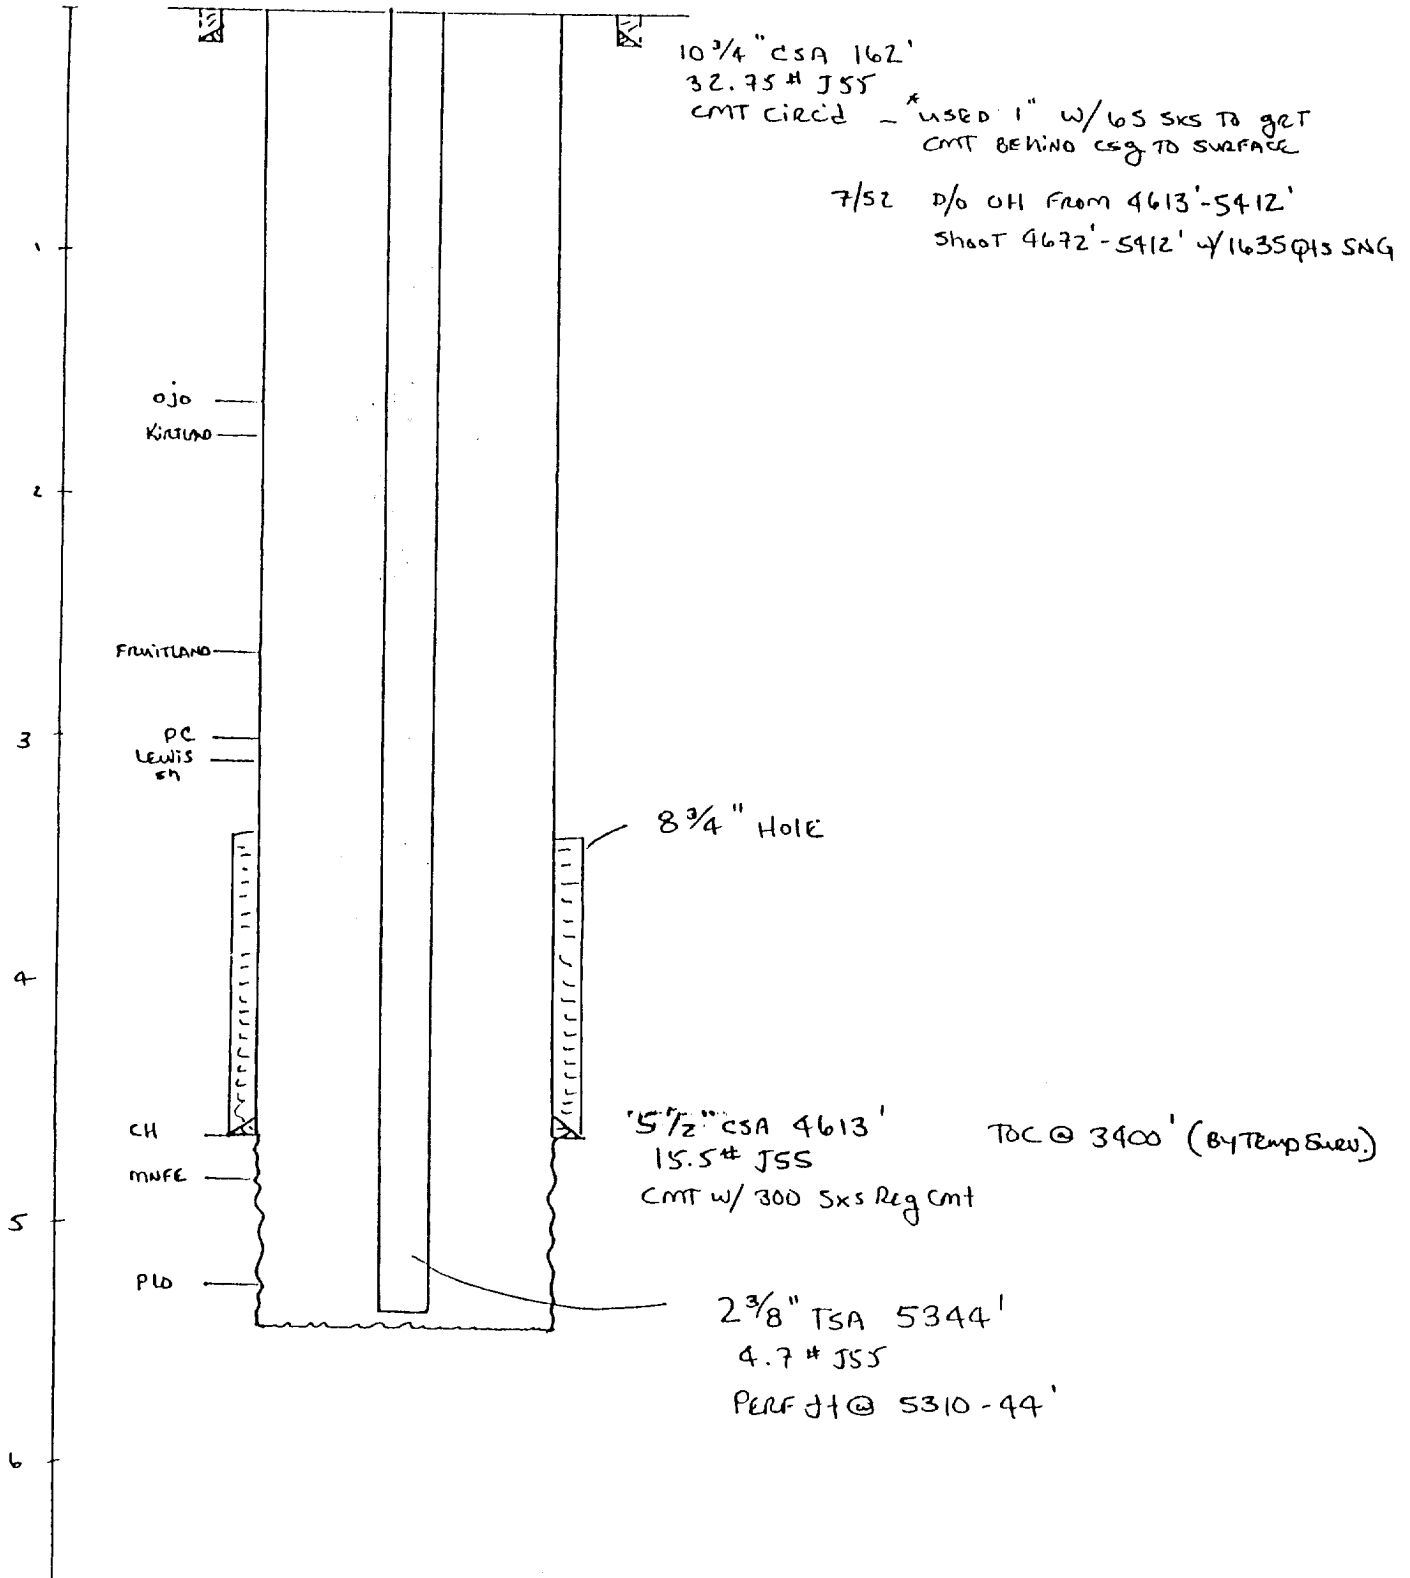 10 3/4" CSA 162'
32.75 # J55
CMT CIRC'd - *USED 1" W/ 65 SXS TO GET
CMT BEHIND CSG TO SURFACE
7/52 D/O OH FROM 4613'-5412'
SHOOT 4672'-5412' W/ 1635 QTS SNG
1
OJO
KIRTLAND
2
FRUITLAND
3
PC
LEWIS
SH
8 3/4" HOLE
4
CH
5 1/2" CSA 4613'
TOC @ 3400' (BY TEMP SURV.)
15.5# J55
MNFE
CMT W/ 300 SXS Reg Cmt
5
PLO
2 3/8" TSA 5344'
4.7 # J55
PERF Jt @ 5310-44'
6